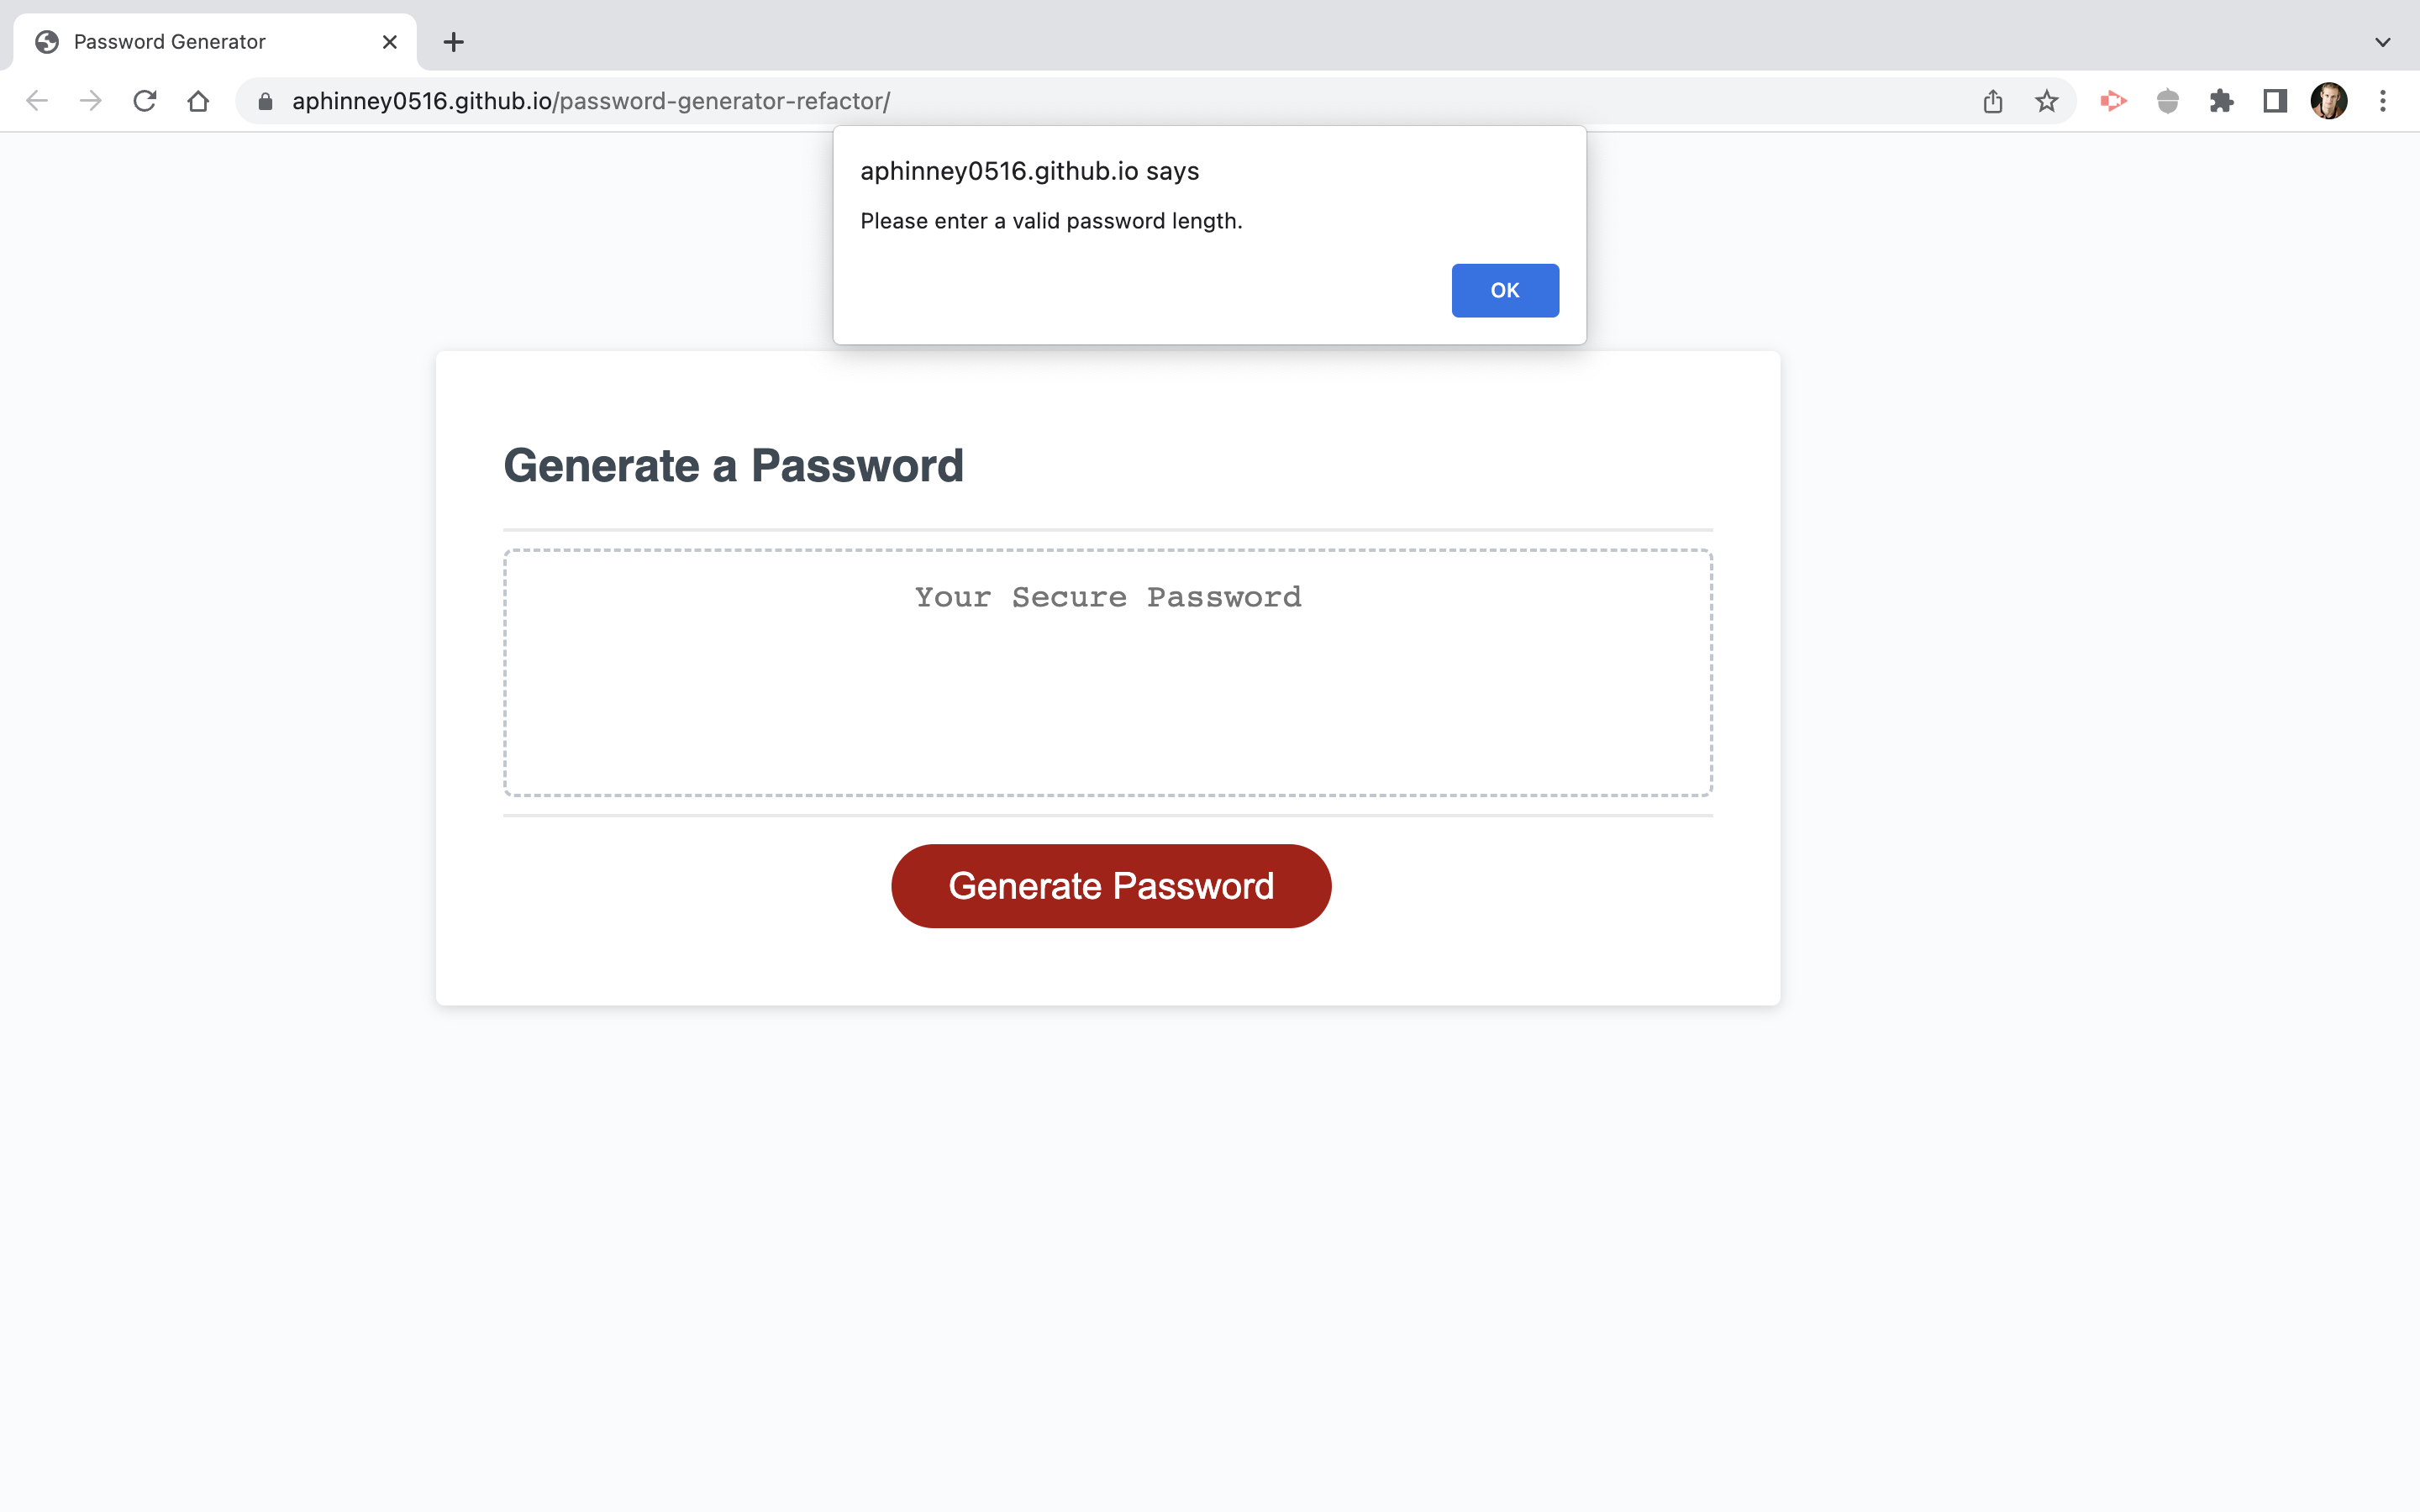 Password Generator
aphinney0516.github.io/password-generator-refactor/
aphinney0516.github.io says
Please enter a valid password length.
OK
Generate a Password
Your Secure Password
Generate Password